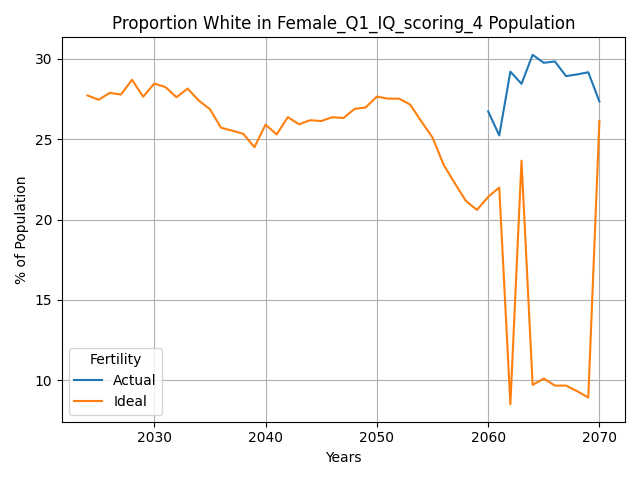 Proportion White in Female_Q1_IQ_scoring_4 Population
% of Population
30
25
20
15
10
Fertility
Actual
Ideal
2030
2040
2050
2060
2070
Years